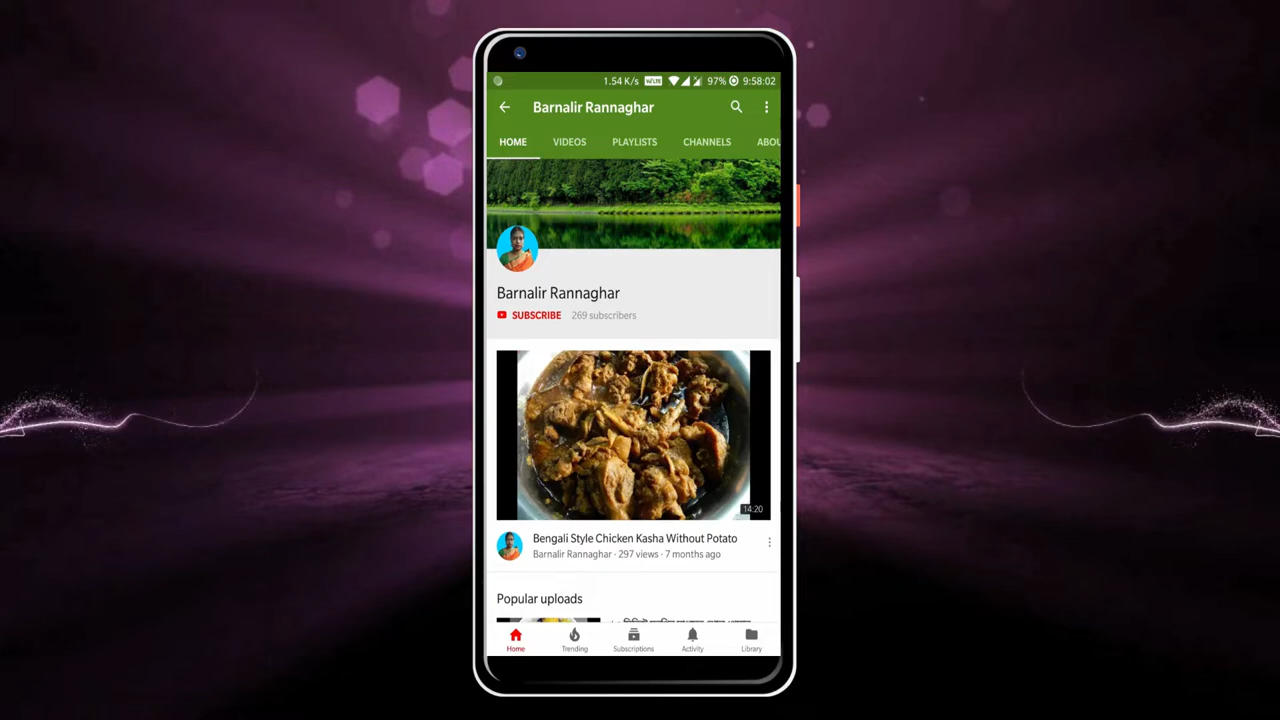 1.54 K/s VoLTE 97% 9:58:02
Barnalir Rannaghar
HOME VIDEOS PLAYLISTS CHANNELS ABOU
Barnalir Rannaghar
SUBSCRIBE 269 subscribers
14:20
Bengali Style Chicken Kasha Without Potato
Barnalir Rannaghar · 297 views · 7 months ago
Popular uploads
Home Trending Subscriptions Activity Library